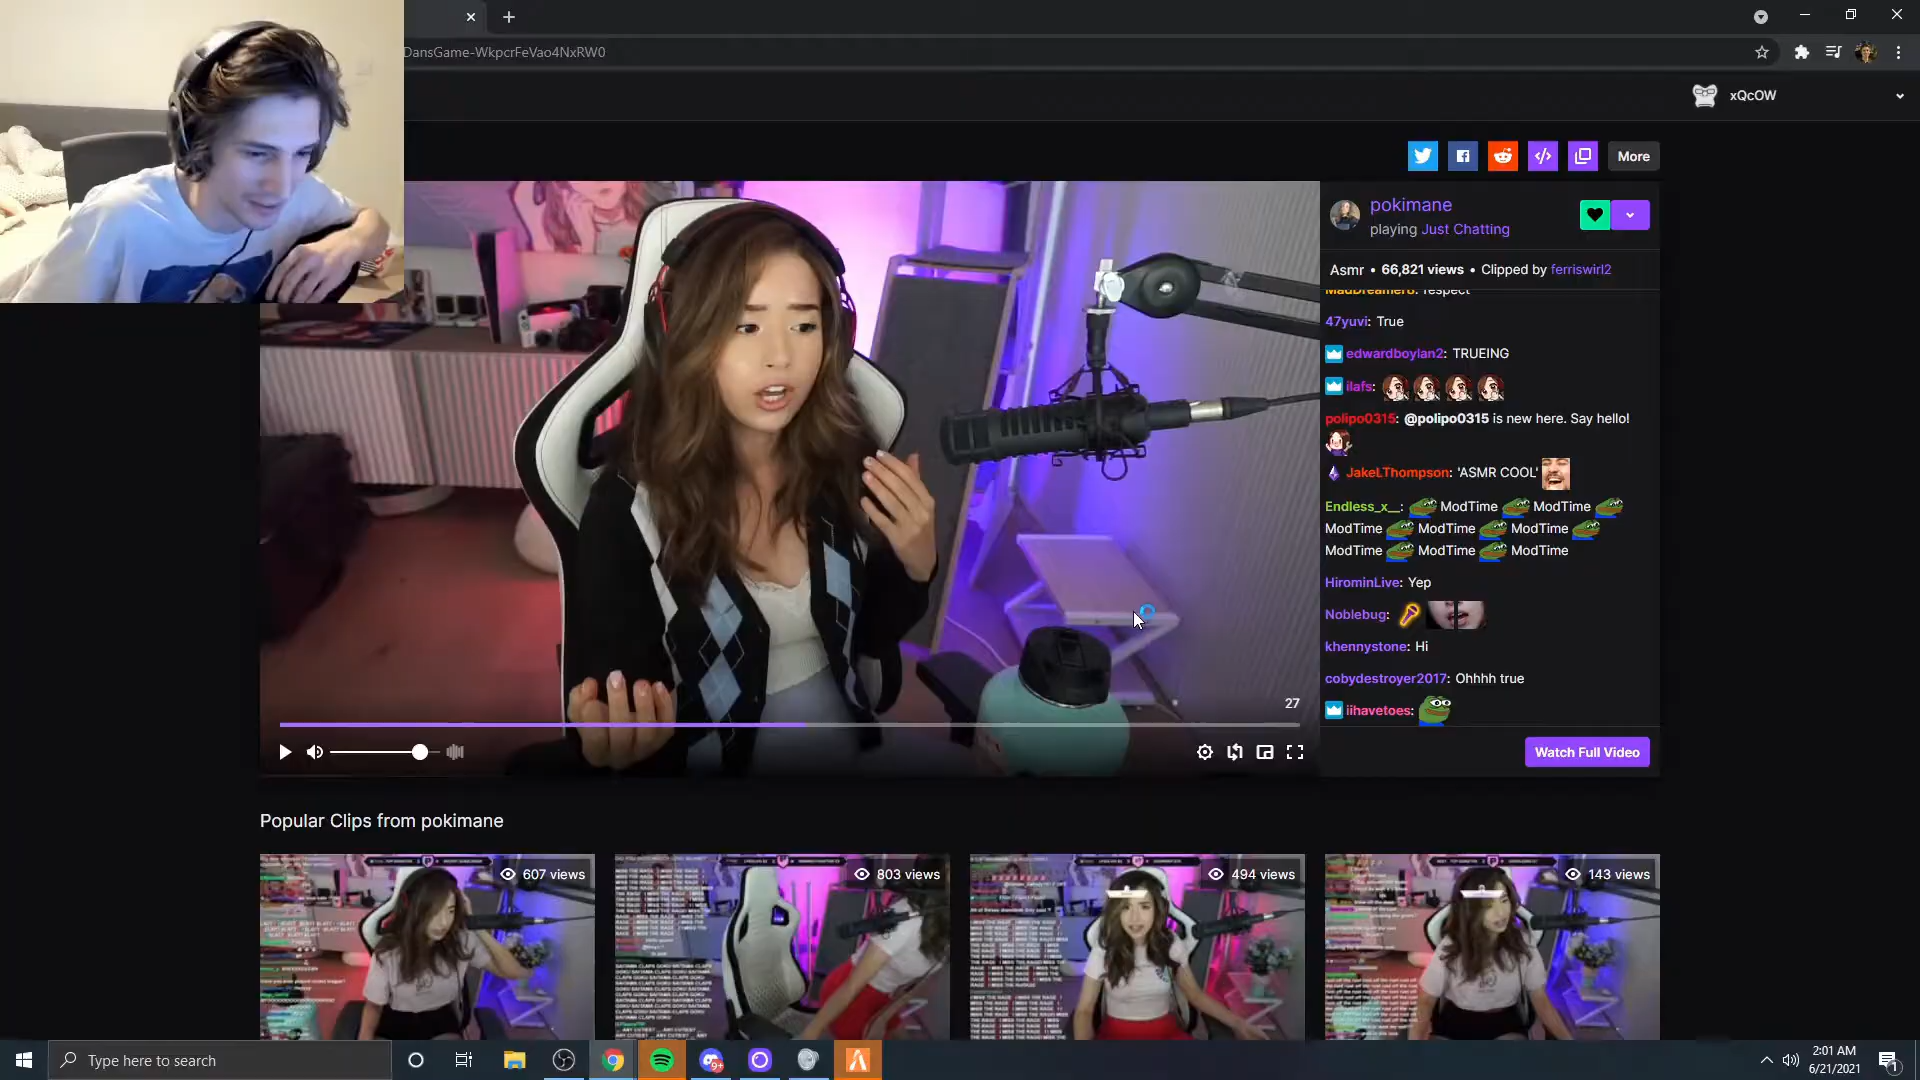 DansGame-WkpcrFeVao4NxRW0
xQcOW
More
pokimane
playing Just Chatting
Asmr • 66,821 views • Clipped by ferriswirl2
MadDreamer8: respect
47yuvi: True
edwardboylan2: TRUEING
ilafs:
polipo0315: @polipo0315 is new here. Say hello!
JakeLThompson: 'ASMR COOL'
Endless_x__: ModTime ModTime
ModTime ModTime ModTime
ModTime ModTime ModTime
HirominLive: Yep
Noblebug:
khennystone: Hi
cobydestroyer2017: Ohhhh true
iihavetoes:
27
Watch Full Video
Popular Clips from pokimane
607 views
803 views
494 views
143 views
Type here to search
2:01 AM
6/21/2021